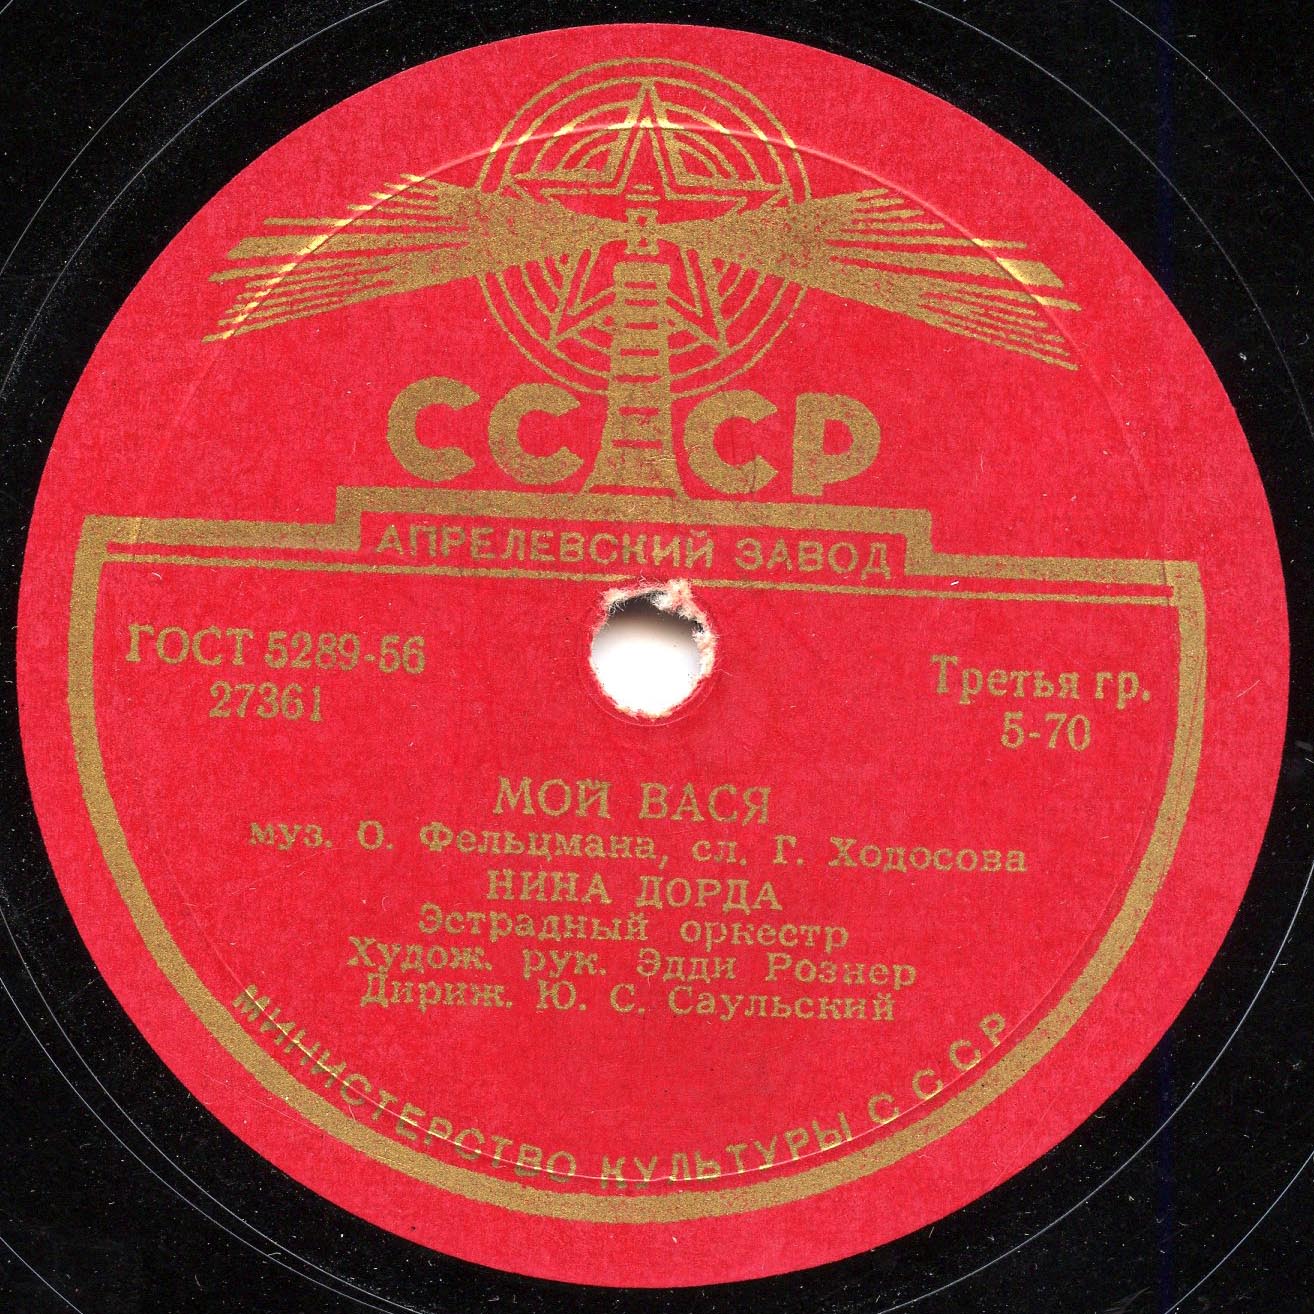 СССР
АПРЕЛЕВСКИЙ ЗАВОД
ГОСТ 5289-56
27361
Третья гр.
5-70
МОЙ ВАСЯ
муз. О. Фельцмана, сл. Г. Ходосова
НИНА ДОРДА
Эстрадный оркестр
Худож. рук. Эдди Рознер
Дириж. Ю. С. Саульский
МИНИСТЕРСТВО КУЛЬТУРЫ СССР